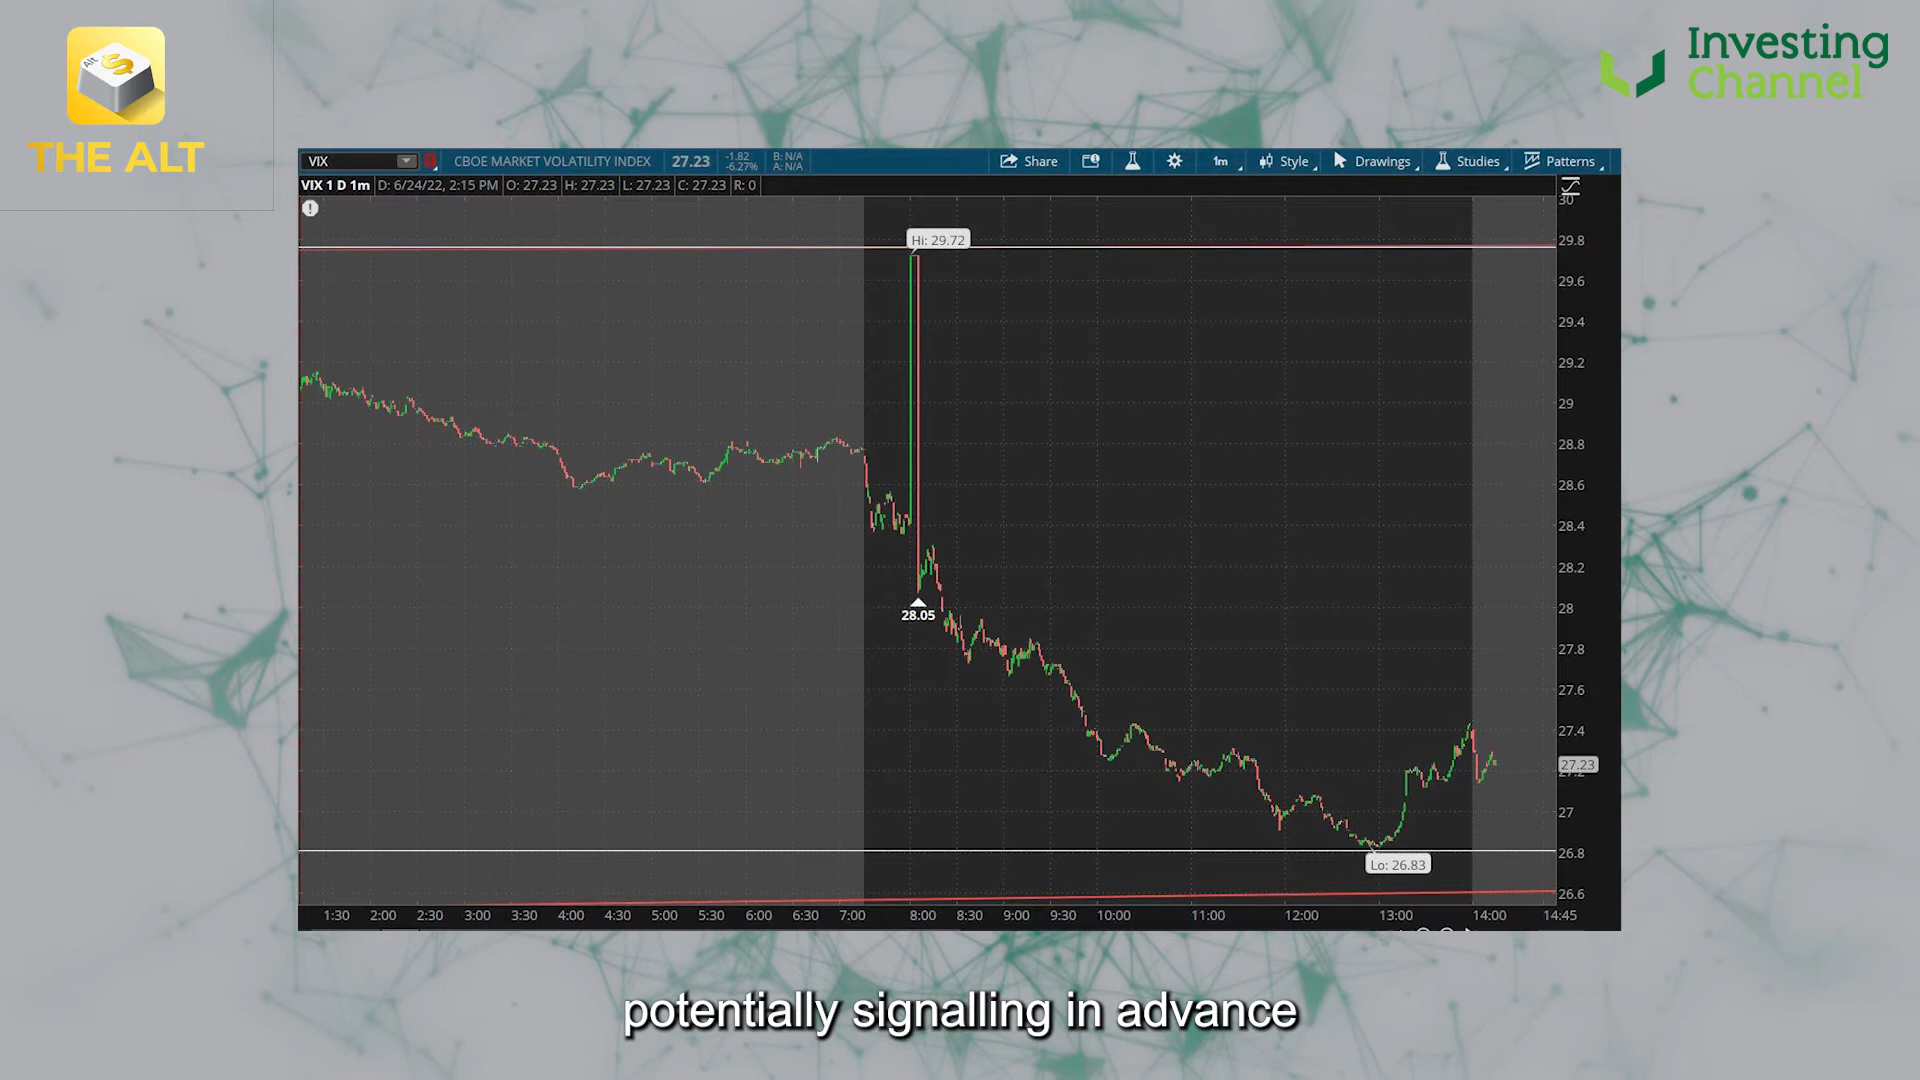 Alt
THE ALT
Investing
Channel
VIX
CBOE MARKET VOLATILITY INDEX
27.23
-1.82
-6.27%
B: N/A
A: N/A
Share
1m
Style
Drawings
Studies
Patterns
VIX 1 D 1m
D: 6/24/22, 2:15 PM
O: 27.23
H: 27.23
L: 27.23
C: 27.23
R: 0
30
Hi: 29.72
29.8
29.6
29.4
29.2
29
28.8
28.6
28.4
28.2
28
28.05
27.8
27.6
27.4
27.23
27.2
27
26.8
Lo: 26.83
26.6
1:30 2:00 2:30 3:00 3:30 4:00 4:30 5:00 5:30 6:00 6:30 7:00 8:00 8:30 9:00 9:30 10:00 11:00 12:00 13:00 14:00 14:45
potentially signalling in advance